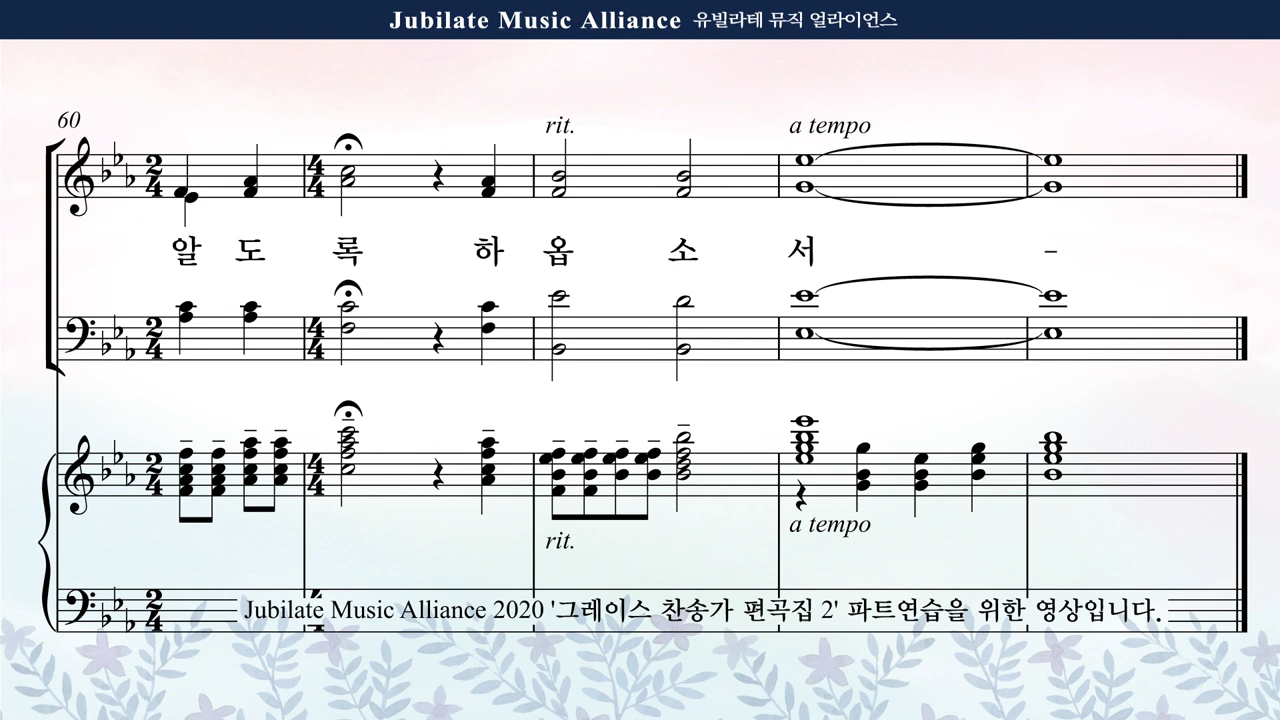 Jubilate Music Alliance 유빌라테 뮤직 얼라이언스
60
rit.
a tempo
알 도 록 하 옵 소 서 -
rit.
a tempo
Jubilate Music Alliance 2020 '그레이스 찬송가 편곡집 2' 파트연습을 위한 영상입니다.